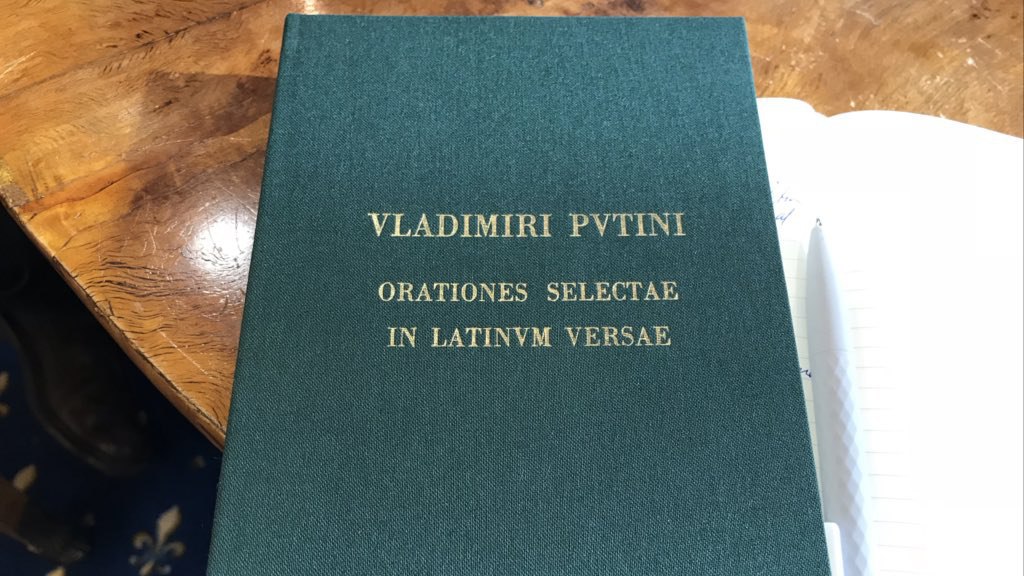 VLADIMIRI PVTINI
ORATIONES SELECTAE
IN LATINVM VERSAE